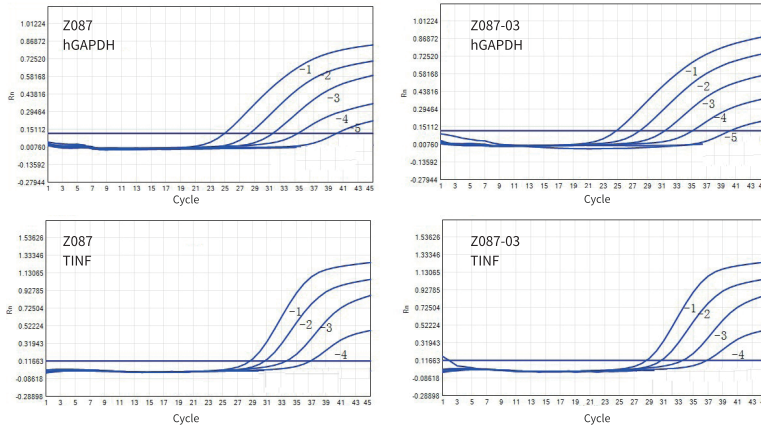 Z087
hGAPDH
1.01224
0.86872
0.72520
0.58168
0.43816
0.29464
0.15112
0.00760
-0.13592
-0.27944
Rn
-1
-2
-3
-4
-5
1 3 5 7 9 11 13 15 17 19 21 23 25 27 29 31 33 35 37 39 41 43 45
Cycle
Z087-03
hGAPDH
1.01224
0.86872
0.72520
0.58168
0.43816
0.29464
0.15112
0.00760
-0.13592
-0.27944
Rn
-1
-2
-3
-4
-5
1 3 5 7 9 11 13 15 17 19 21 23 25 27 29 31 33 35 37 39 41 43 45
Cycle
Z087
TINF
1.53626
1.33346
1.13065
0.92785
0.72504
0.52224
0.31943
0.11663
-0.08618
-0.28898
Rn
-1
-2
-3
-4
1 3 5 7 9 11 13 15 17 19 21 23 25 27 29 31 33 35 37 39 41 43 45
Cycle
Z087-03
TINF
1.53626
1.33346
1.13065
0.92785
0.72504
0.52224
0.31943
0.11663
-0.08618
-0.28898
Rn
-1
-2
-3
-4
1 3 5 7 9 11 13 15 17 19 21 23 25 27 29 31 33 35 37 39 41 43 45
Cycle